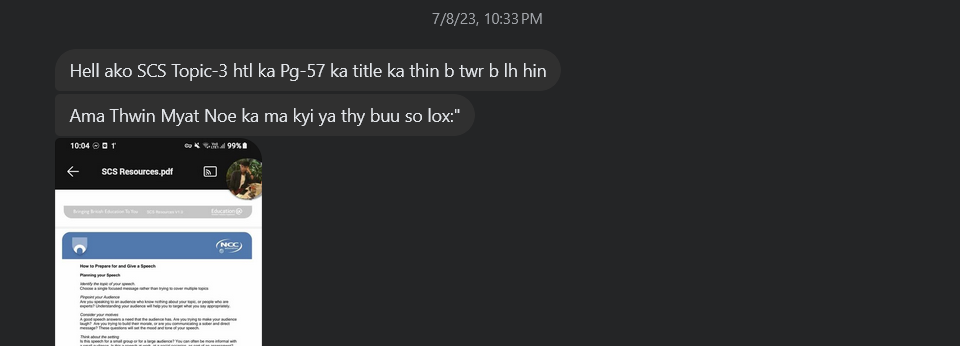 7/8/23, 10:33 PM
Hell ako SCS Topic-3 htl ka Pg-57 ka title ka thin b twr b lh hin
Ama Thwin Myat Noe ka ma kyi ya thy buu so lox:"
10:04 99%
SCS Resources.pdf
Bringing British Education To You SCS Resources Education
NCC
How to Prepare for and Give a Speech
Planning your Speech
Identify the topic of your speech.
Choose a single focused message rather than trying to cover multiple topics
Pinpoint your Audience
Are you speaking to an audience who know nothing about your topic, or people who are
experts? Understanding your audience will help you to target what you say appropriately.
Consider your motives
A good speech answers a need that the audience has. Are you trying to make your audience
laugh? Are you trying to build their morale, or are you communicating a sober and direct
message? These questions will set the mood and tone of your speech.
Think about the setting
Is this speech for a small group or for a large audience? You can often be more informal with